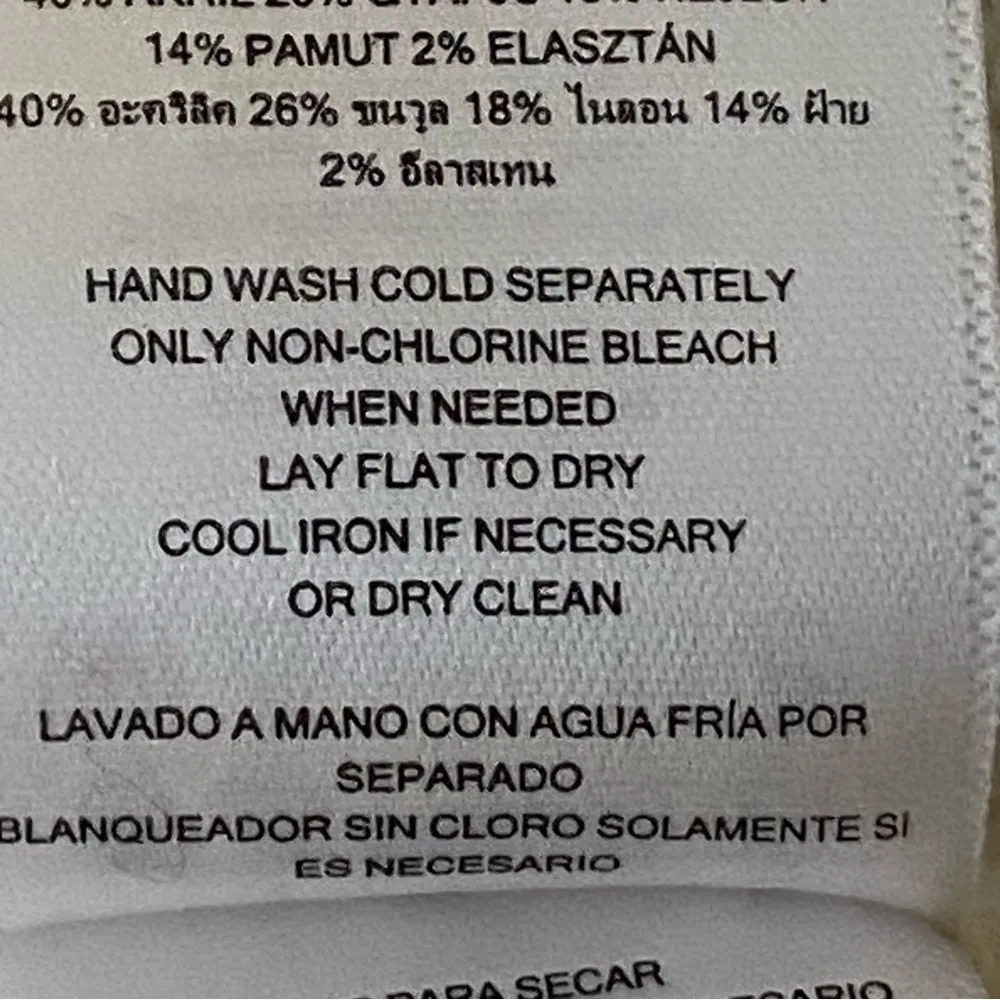 14% PAMUT 2% ELASZTÁN
40% อะคริลิค 26% ขนวูล 18% ไนลอน 14% ฝ้าย
2% อีลาสเทน
HAND WASH COLD SEPARATELY
ONLY NON-CHLORINE BLEACH
WHEN NEEDED
LAY FLAT TO DRY
COOL IRON IF NECESSARY
OR DRY CLEAN
LAVADO A MANO CON AGUA FRÍA POR
SEPARADO
BLANQUEADOR SIN CLORO SOLAMENTE SI
ES NECESARIO
PARA SECAR